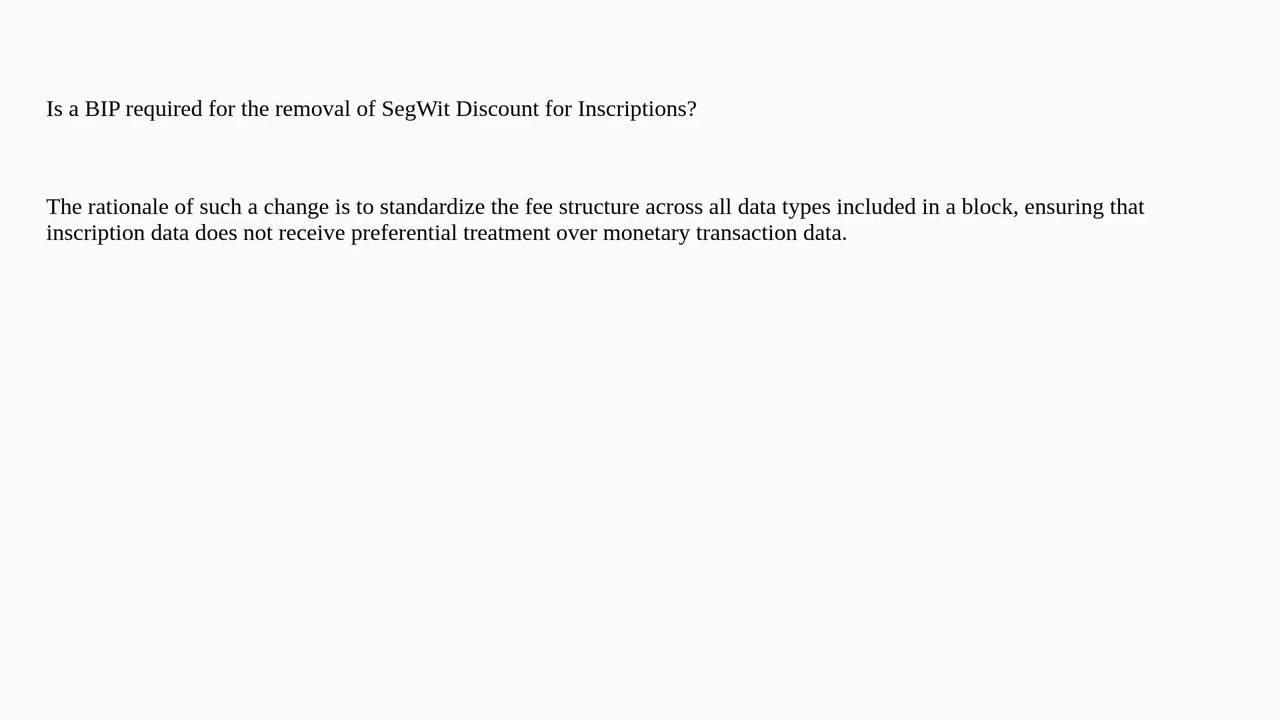 Is a BIP required for the removal of SegWit Discount for Inscriptions?
The rationale of such a change is to standardize the fee structure across all data types included in a block, ensuring that
inscription data does not receive preferential treatment over monetary transaction data.